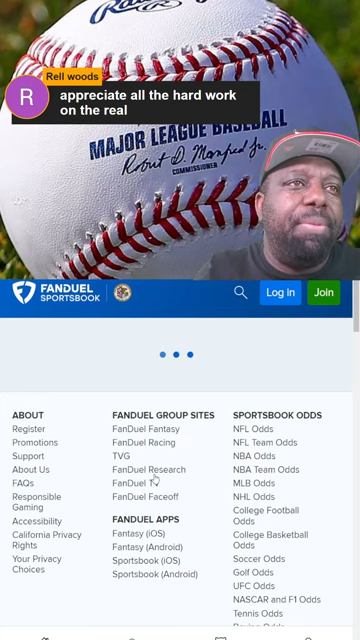 Rawlings
Rell woods
R
appreciate all the hard work
on the real
MAJOR LEAGUE BASEBALL
Robert D. Manfred Jr.
COMMISSIONER
FANDUEL
SPORTSBOOK
Log in
Join
ABOUT
Register
Promotions
Support
About Us
FAQs
Responsible
Gaming
Accessibility
California Privacy
Rights
Your Privacy
Choices
FANDUEL GROUP SITES
FanDuel Fantasy
FanDuel Racing
TVG
FanDuel Research
FanDuel TV
FanDuel Faceoff
FANDUEL APPS
Fantasy (iOS)
Fantasy (Android)
Sportsbook (iOS)
Sportsbook (Android)
SPORTSBOOK ODDS
NFL Odds
NFL Team Odds
NBA Odds
NBA Team Odds
MLB Odds
NHL Odds
College Football
Odds
College Basketball
Odds
Soccer Odds
Golf Odds
UFC Odds
NASCAR and F1 Odds
Tennis Odds
Boxing Odds